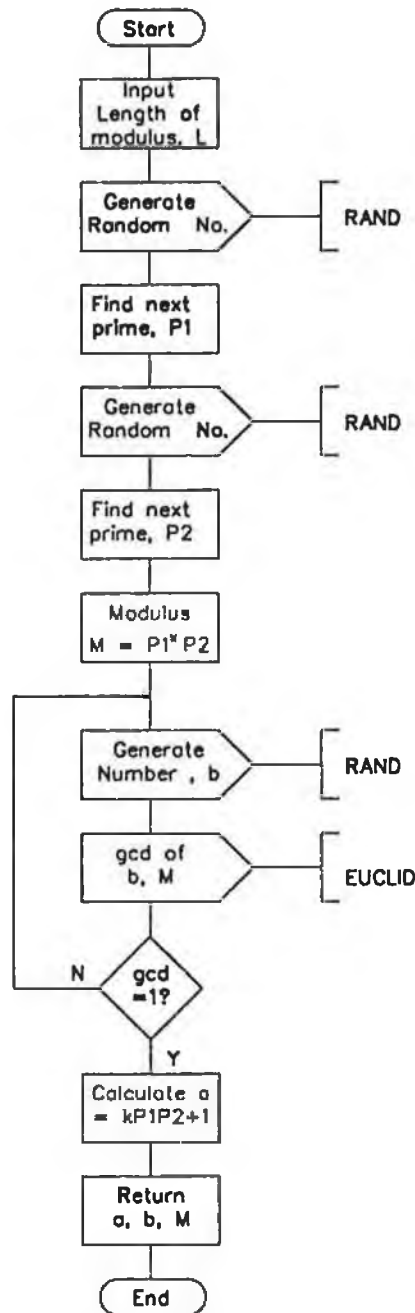 Start
Input
Length of
modulus, L
Generate
Random No.
RAND
Find next
prime, P1
Generate
Random No.
RAND
Find next
prime, P2
Modulus
M = P1* P2
Generate
Number , b
RAND
gcd of
b, M
EUCLID
N
gcd
=1?
Y
Calculate a
= kP1P2+1
Return
a, b, M
End